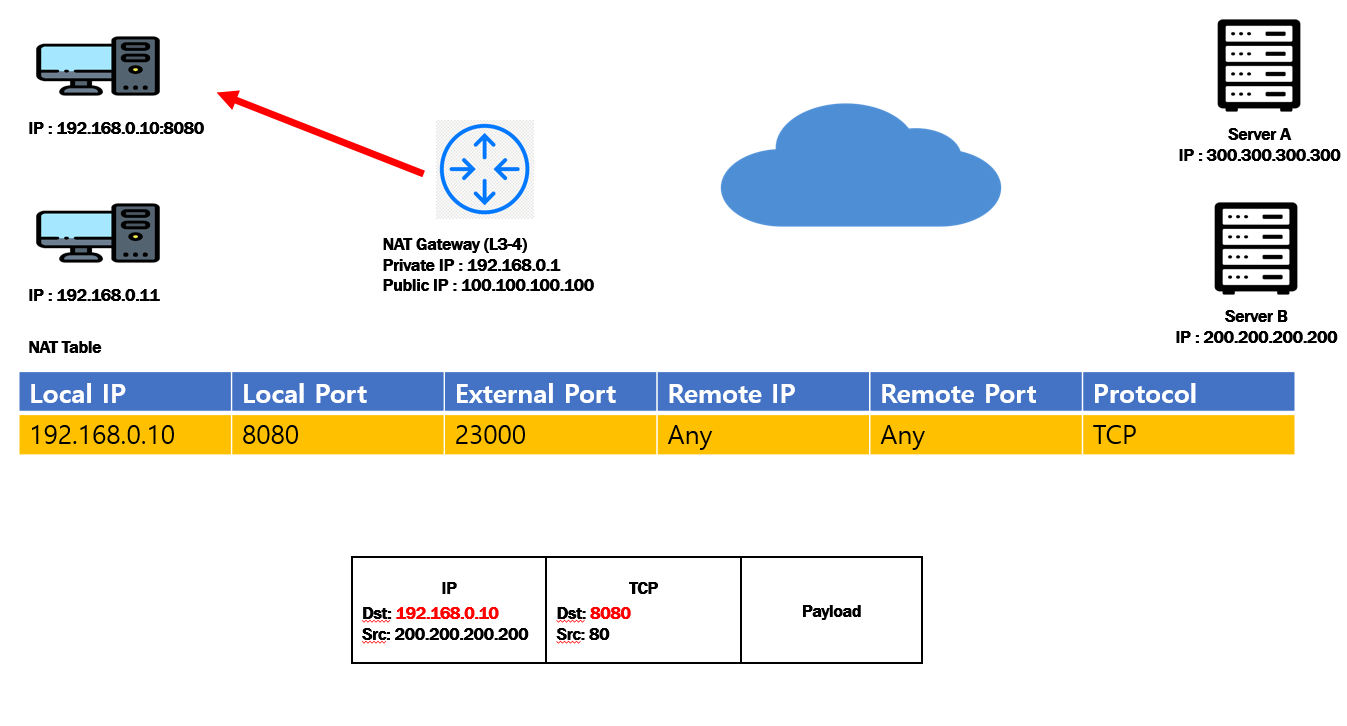 IP : 192.168.0.10:8080
IP : 192.168.0.11
NAT Gateway (L3-4)
Private IP : 192.168.0.1
Public IP : 100.100.100.100
Server A
IP : 300.300.300.300
Server B
IP : 200.200.200.200
NAT Table
Local IP Local Port External Port Remote IP Remote Port Protocol
192.168.0.10 8080 23000 Any Any TCP
IP
Dst: 192.168.0.10
Src: 200.200.200.200
TCP
Dst: 8080
Src: 80
Payload